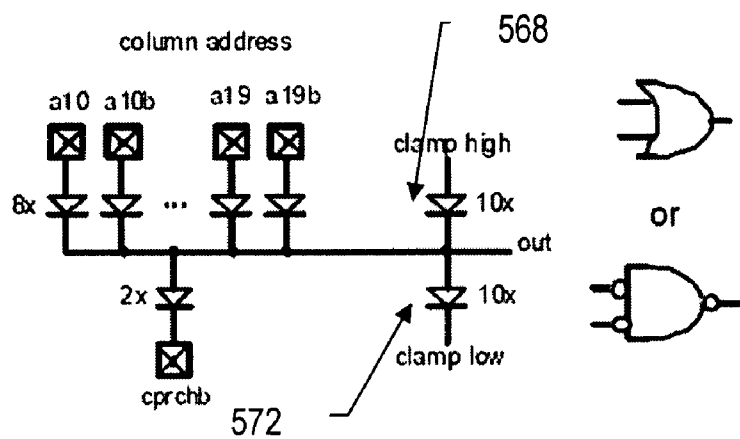 568
column address
a10 a10b a19 a19b
clamp high
8x ... 10x
or
out
2x 10x
clamp low
cprchb
572